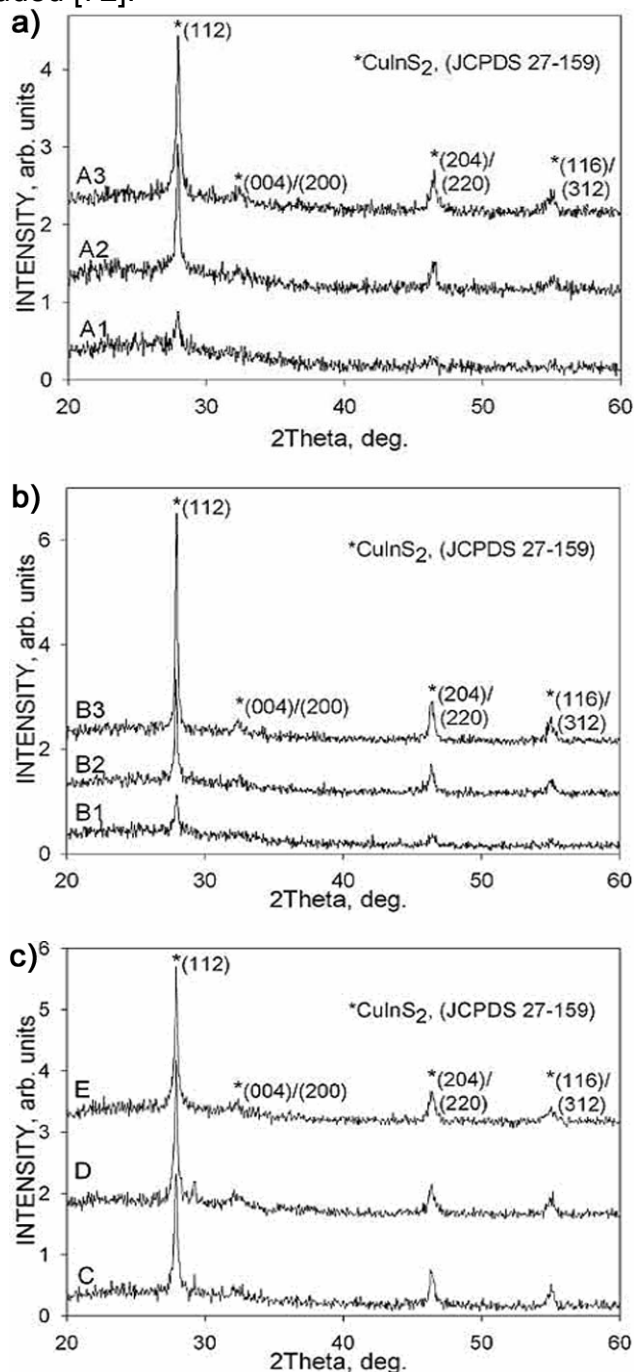 a)
*(112)
*CuInS2, (JCPDS 27-159)
4
3
2
1
0
INTENSITY, arb. units
A3
A2
A1
*(004)/(200)
*(204)/
(220)
*(116)/
(312)
20 30 40 50 60
2Theta, deg.
b)
*(112)
*CuInS2, (JCPDS 27-159)
6
4
2
0
INTENSITY, arb. units
B3
B2
B1
*(004)/(200)
*(204)/
(220)
*(116)/
(312)
20 30 40 50 60
2Theta, deg.
c)
*(112)
*CuInS2, (JCPDS 27-159)
6
5
4
3
2
1
0
INTENSITY, arb. units
E
D
C
*(004)/(200)
*(204)/
(220)
*(116)/
(312)
20 30 40 50 60
2Theta, deg.